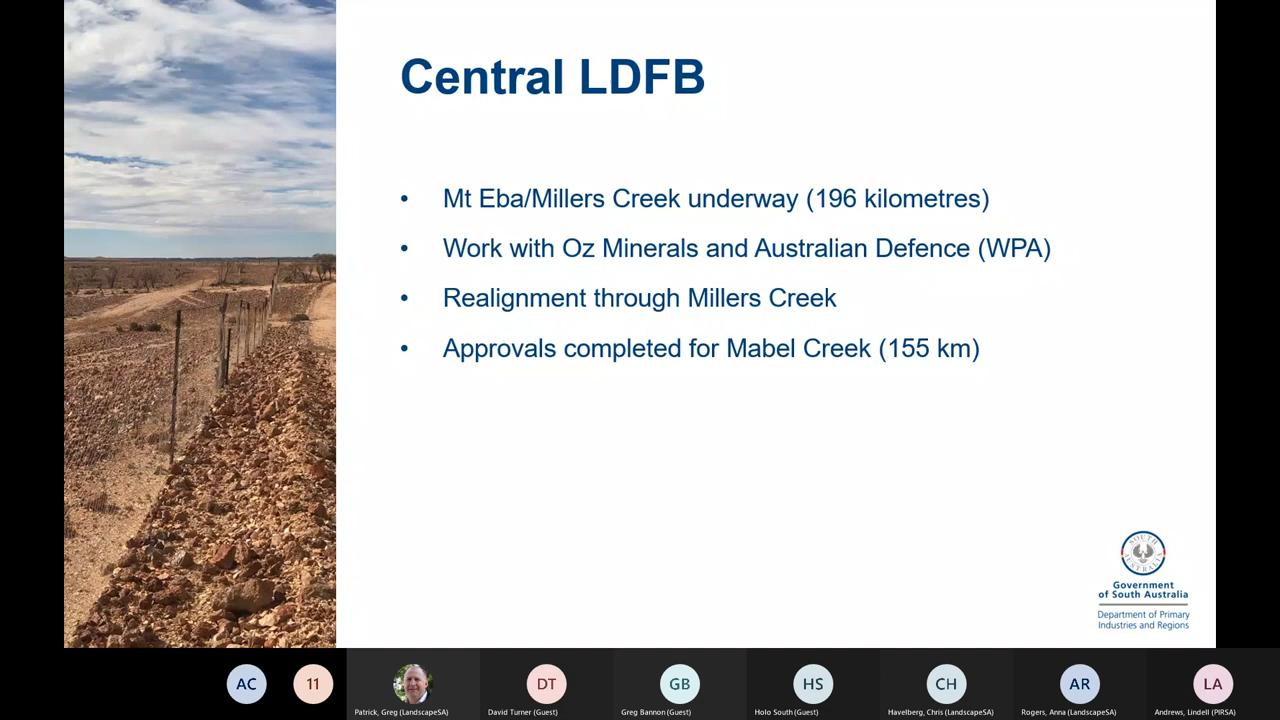 Central LDFB
• Mt Eba/Millers Creek underway (196 kilometres)
• Work with Oz Minerals and Australian Defence (WPA)
• Realignment through Millers Creek
• Approvals completed for Mabel Creek (155 km)
SOUTH AUSTRALIA
Government
of South Australia
Department of Primary
Industries and Regions
AC
11
DT
GB
HS
CH
AR
LA
Patrick, Greg (LandscapeSA)
David Turner (Guest)
Greg Bannon (Guest)
Holo South (Guest)
Havelberg, Chris (LandscapeSA)
Rogers, Anna (LandscapeSA)
Andrews, Lindell (PIRSA)